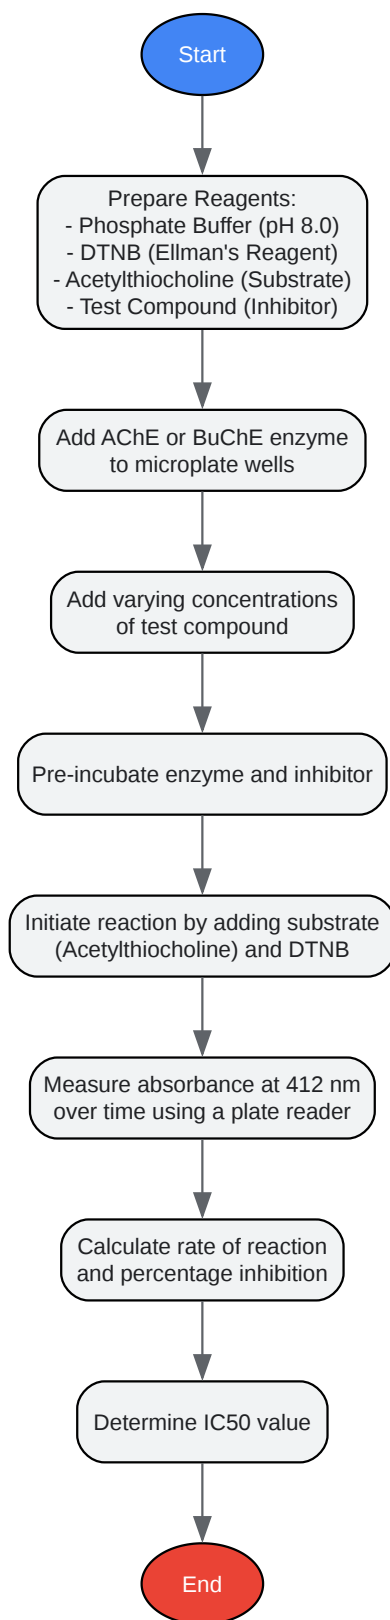 Start
Prepare Reagents:
- Phosphate Buffer (pH 8.0)
- DTNB (Ellman's Reagent)
- Acetylthiocholine (Substrate)
- Test Compound (Inhibitor)
Add AChE or BuChE enzyme
to microplate wells
Add varying concentrations
of test compound
Pre-incubate enzyme and inhibitor
Initiate reaction by adding substrate
(Acetylthiocholine) and DTNB
Measure absorbance at 412 nm
over time using a plate reader
Calculate rate of reaction
and percentage inhibition
Determine IC50 value
End